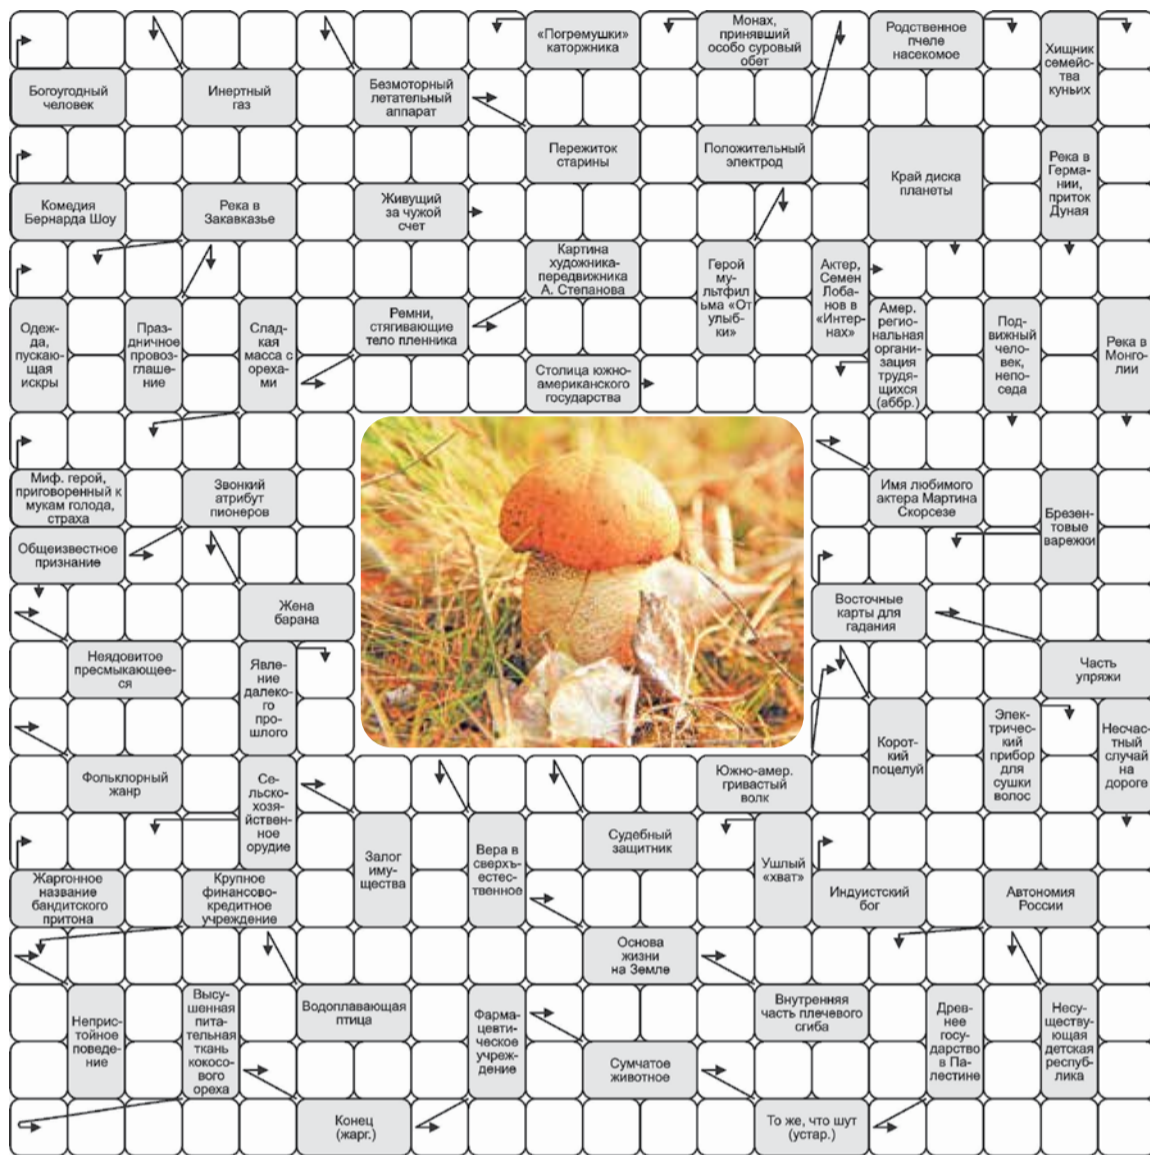 «Погремушки»
каторжника
Монах,
принявший
особо суровый
обет
Родственное
пчеле
насекомое
Хищник
семейс-
тва
куньих
Богоугодный
человек
Инертный
газ
Безмоторный
летательный
аппарат
Пережиток
старины
Положительный
электрод
Край диска
планеты
Река в
Герма-
нии,
приток
Дуная
Комедия
Бернарда Шоу
Река в
Закавказье
Живущий
за чужой
счет
Картина
художника-
передвижника
А. Степанова
Герой
му-
льтфил
ьма «От
улыб-
ки»
Актер,
Семен
Лоба-
нов в
«Интер-
нах»
Одеж-
да,
пускаю-
щая
искры
Праз-
дничное
провоз-
глаше-
ние
Слад-
кая
масса с
ореха-
ми
Ремни,
стягивающие
тело пленника
Амер.
регио-
нальная
органи-
зация
трудя-
щихся
(аббр.)
Под-
вижный
чело-
век,
непо-
седа
Река в
Монго-
лии
Столица южно-
американского
государства
Миф. герой,
приговоренный к
мукам голода,
страха
Звонкий
атрибут
пионеров
Имя любимого
актера Мартина
Скорсезе
Брезен-
товые
варежки
Общеизвестное
признание
Жена
барана
Восточные
карты для
гадания
Неядовитое
пресмыкающее-
ся
Явле-
ние
далеко-
го
про-
шлого
Часть
упряжи
Корот-
кий
поцелуй
Элек-
тричес-
кий
прибор
для
сушки
волос
Несчас-
тный
случай
на
дороге
Фольклорный
жанр
Се-
льско-
хозя-
йствен-
ное
орудие
Южно-амер.
гривастый
волк
Залог
иму-
щества
Вера в
сверхъ-
естес-
твенное
Судебный
защитник
Ушлый
«хват»
Жаргонное
название
бандитского
притона
Крупное
финансово-
кредитное
учреждение
Индуистский
бог
Автономия
России
Основа
жизни
на Земле
Неприс-
тойное
поведе-
ние
Высу-
шенная
пита-
тельная
ткань
кокосо-
вого
ореха
Водоплавающая
птица
Фарма-
цевти-
ческое
учреж-
дение
Внутренняя
часть плечевого
сгиба
Древ-
нее
госу-
дарство
в Па-
лестине
Несу-
ществу-
ющая
детская
респуб-
лика
Сумчатое
животное
Конец
(жарг.)
То же, что шут
(устар.)